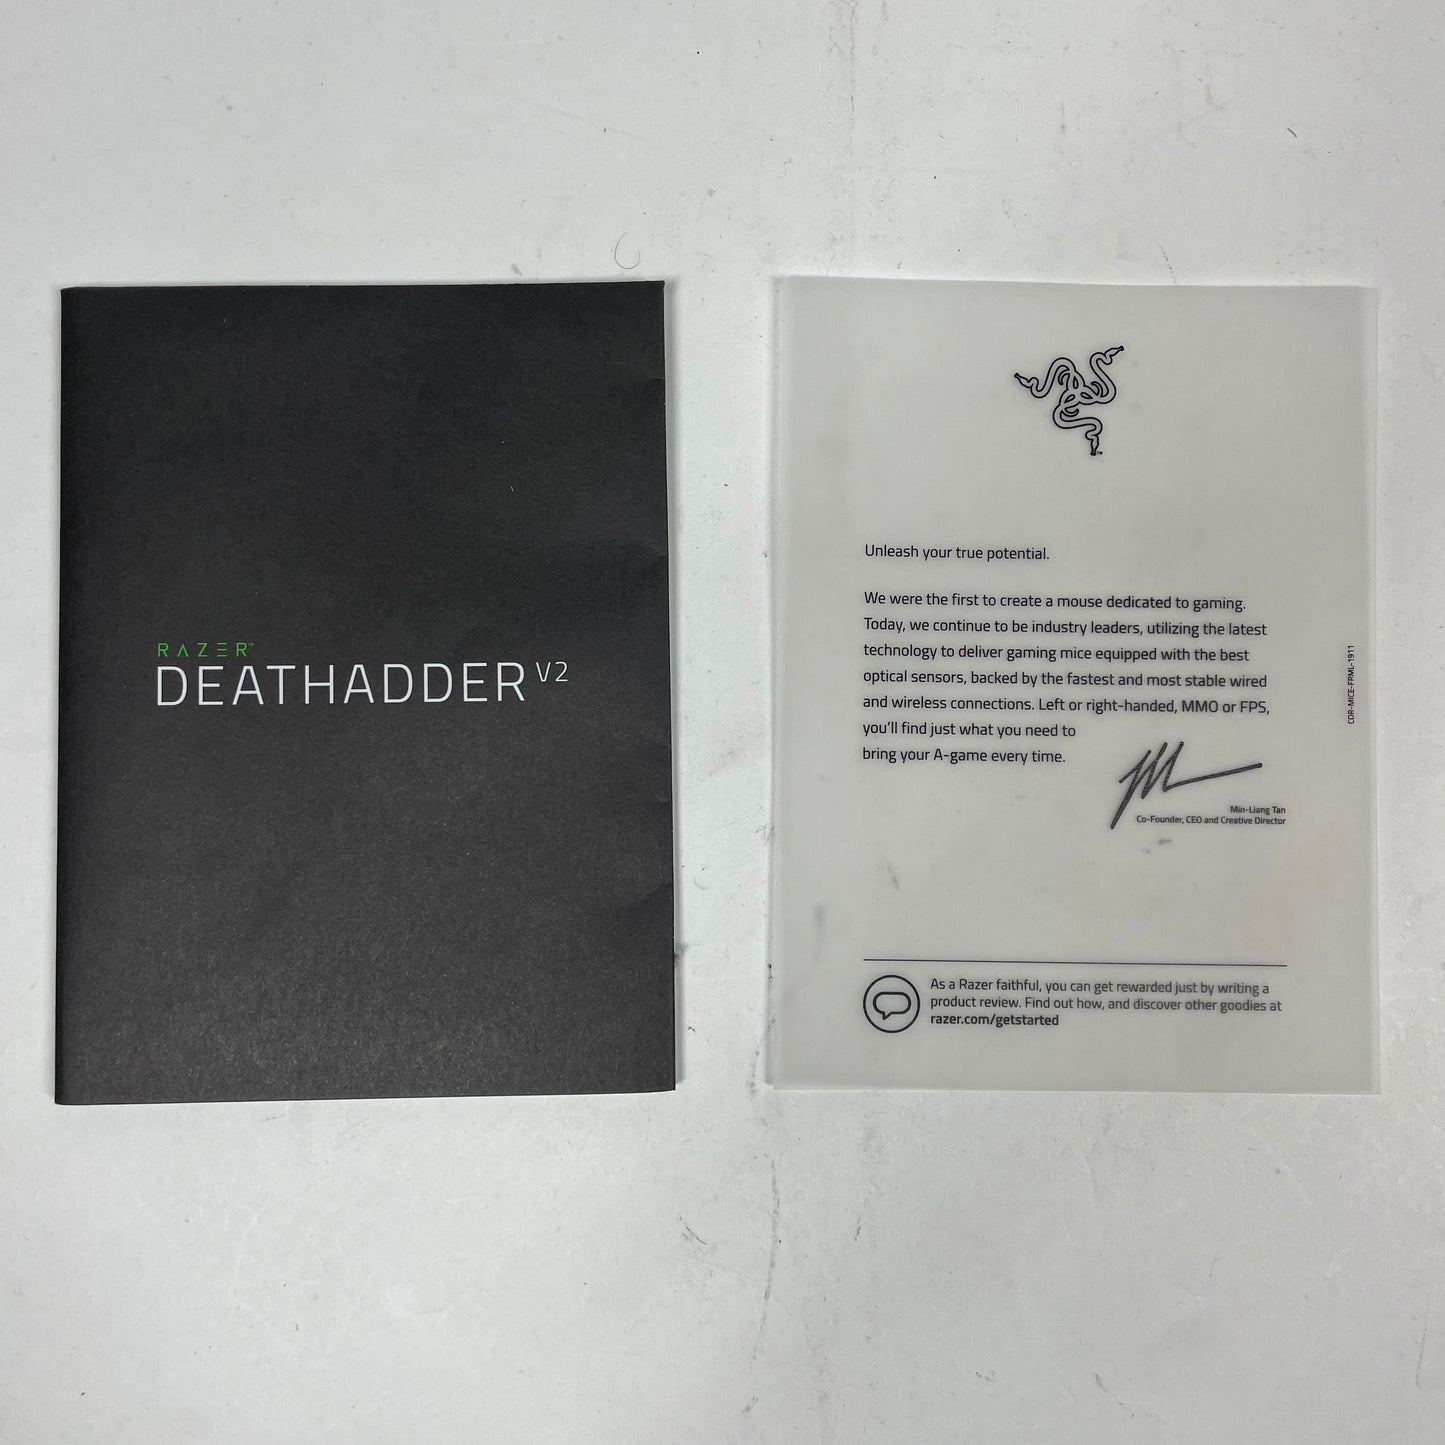 RAZER™
DEATHADDER V2
™
Unleash your true potential.
We were the first to create a mouse dedicated to gaming.
Today, we continue to be industry leaders, utilizing the latest
technology to deliver gaming mice equipped with the best
optical sensors, backed by the fastest and most stable wired
and wireless connections. Left or right-handed, MMO or FPS,
you'll find just what you need to
bring your A-game every time.
Min-Liang Tan
Co-Founder, CEO and Creative Director
As a Razer faithful, you can get rewarded just by writing a
product review. Find out how, and discover other goodies at
razer.com/getstarted
CDR-MICE-FRML-1911